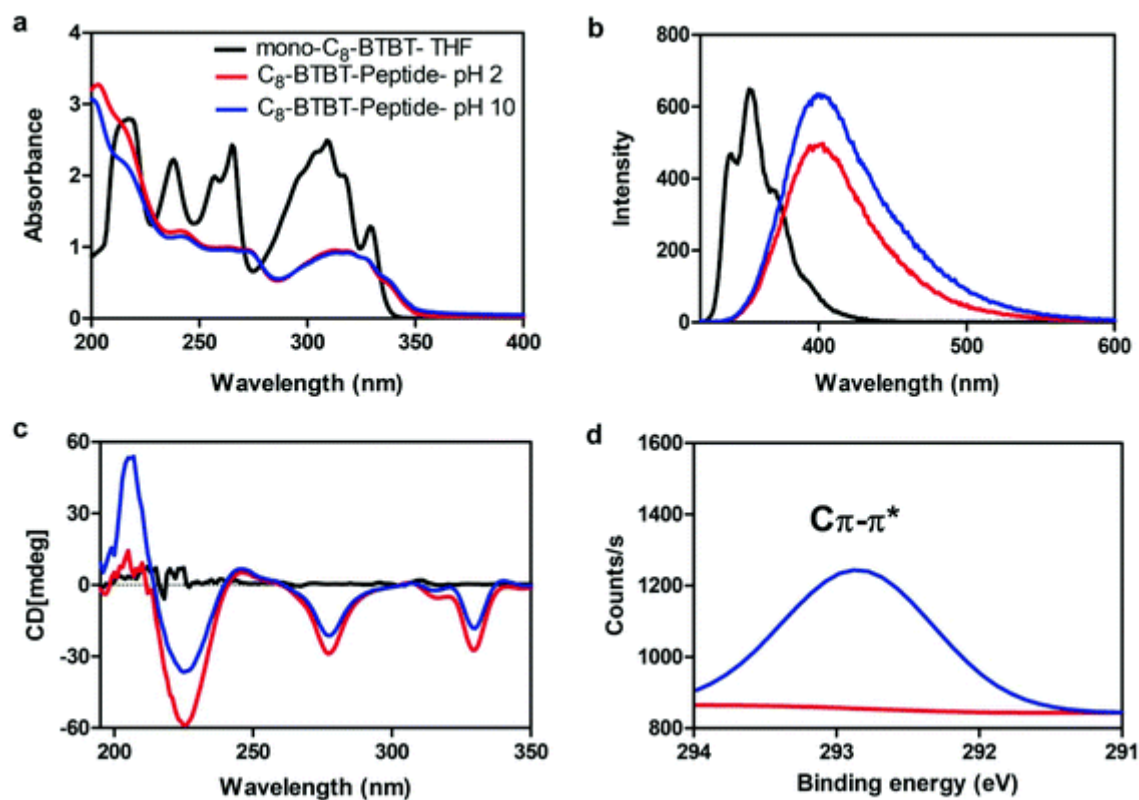 a
4
3
2
1
0
Absorbance
mono-C₈-BTBT- THF
C₈-BTBT-Peptide- pH 2
C₈-BTBT-Peptide- pH 10
200 250 300 350 400
Wavelength (nm)
b
800
600
400
200
0
Intensity
400 500 600
Wavelength (nm)
c
60
30
0
-30
-60
CD[mdeg]
200 250 300 350
Wavelength (nm)
d
1600
1400
1200
1000
800
Counts/s
Cπ-π*
294 293 292 291
Binding energy (eV)